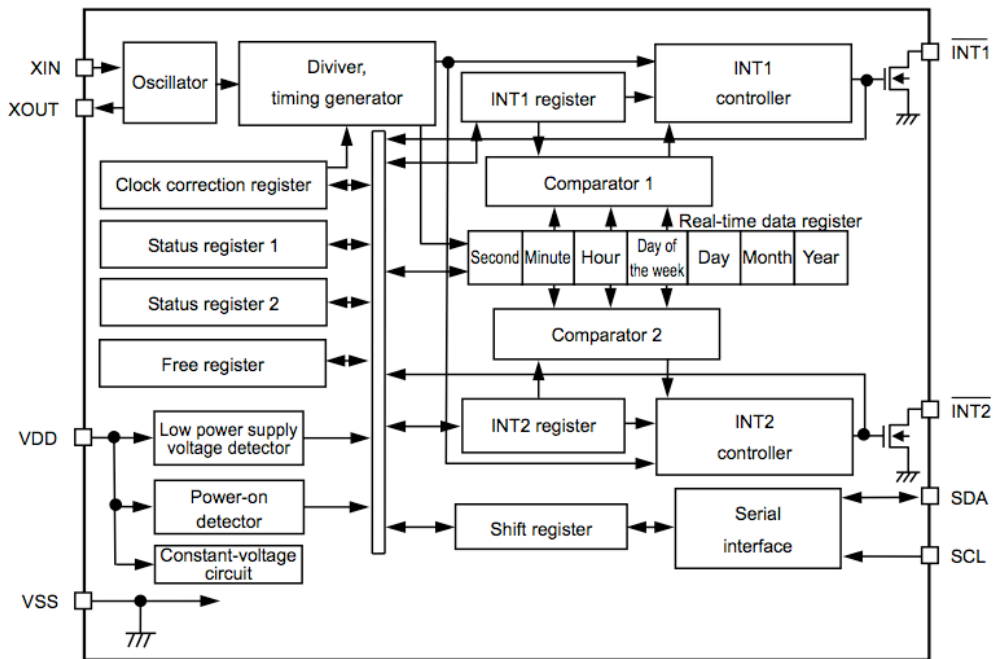 XIN
XOUT
Oscillator
Diviver,
timing generator
INT1 register
INT1
controller
INT1
Clock correction register
Comparator 1
Status register 1
Real-time data register
Second
Minute
Hour
Day of
the week
Day
Month
Year
Status register 2
Comparator 2
Free register
VDD
Low power supply
voltage detector
INT2 register
INT2
controller
INT2
Power-on
detector
Shift register
Serial
interface
SDA
SCL
Constant-voltage
circuit
VSS